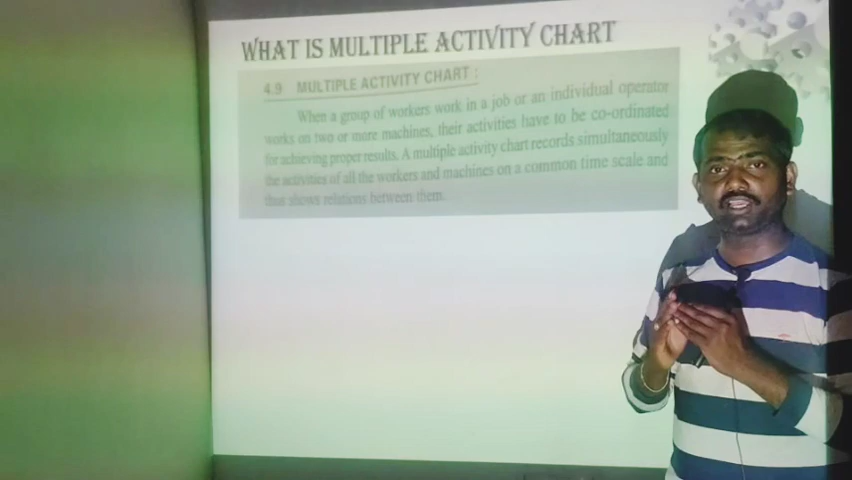 WHAT IS MULTIPLE ACTIVITY CHART
4.9 MULTIPLE ACTIVITY CHART :
When a group of workers work in a job or an individual operator
works on two or more machines, their activities have to be co-ordinated
for achieving proper results. A multiple activity chart records simultaneously
the activities of all the workers and machines on a common time scale and
thus shows relations between them.